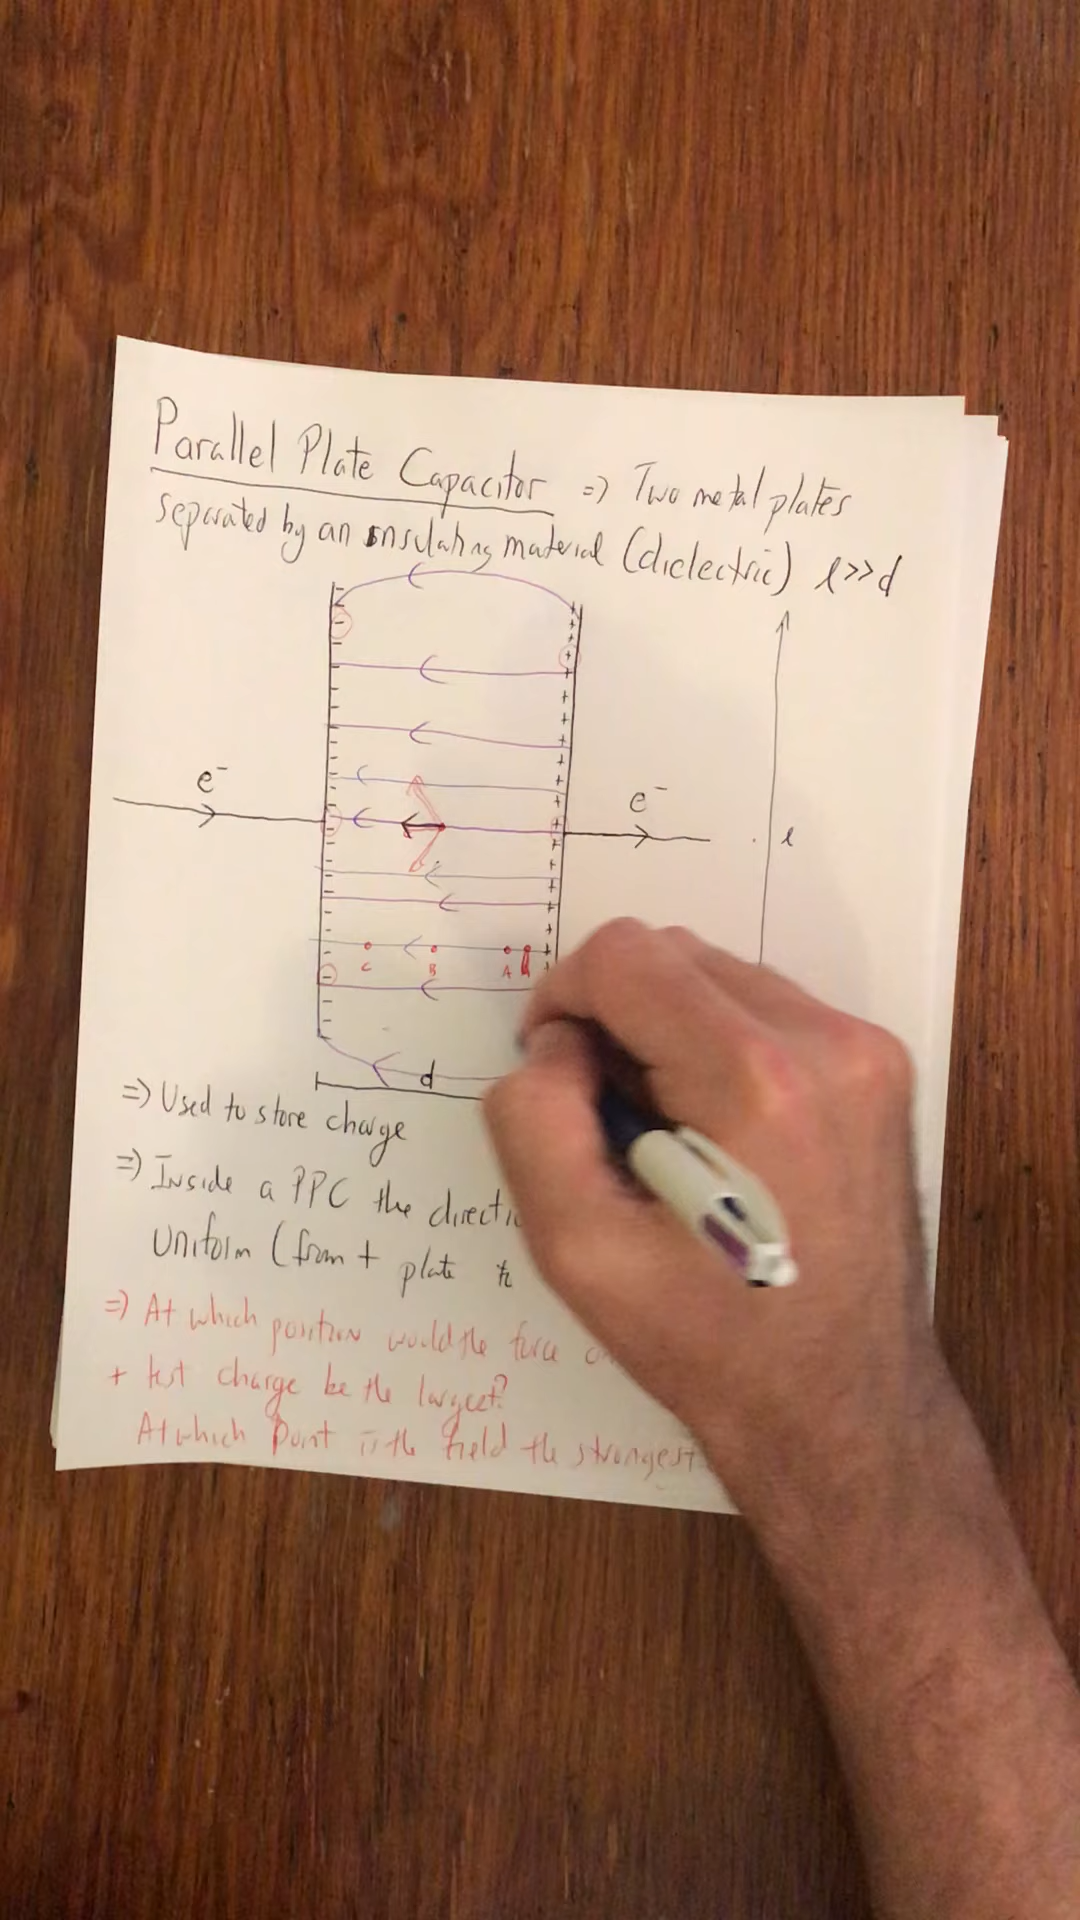 Parallel Plate Capacitor => Two metal plates
separated by an insulating material (dielectric) l>>d
e⁻
e⁻
l
C B A
d
=> Used to store charge
=> Inside a PPC the
uniform (from + plate
=> At which position would the force
+ test charge be the largest?
At which point is the field the strongest